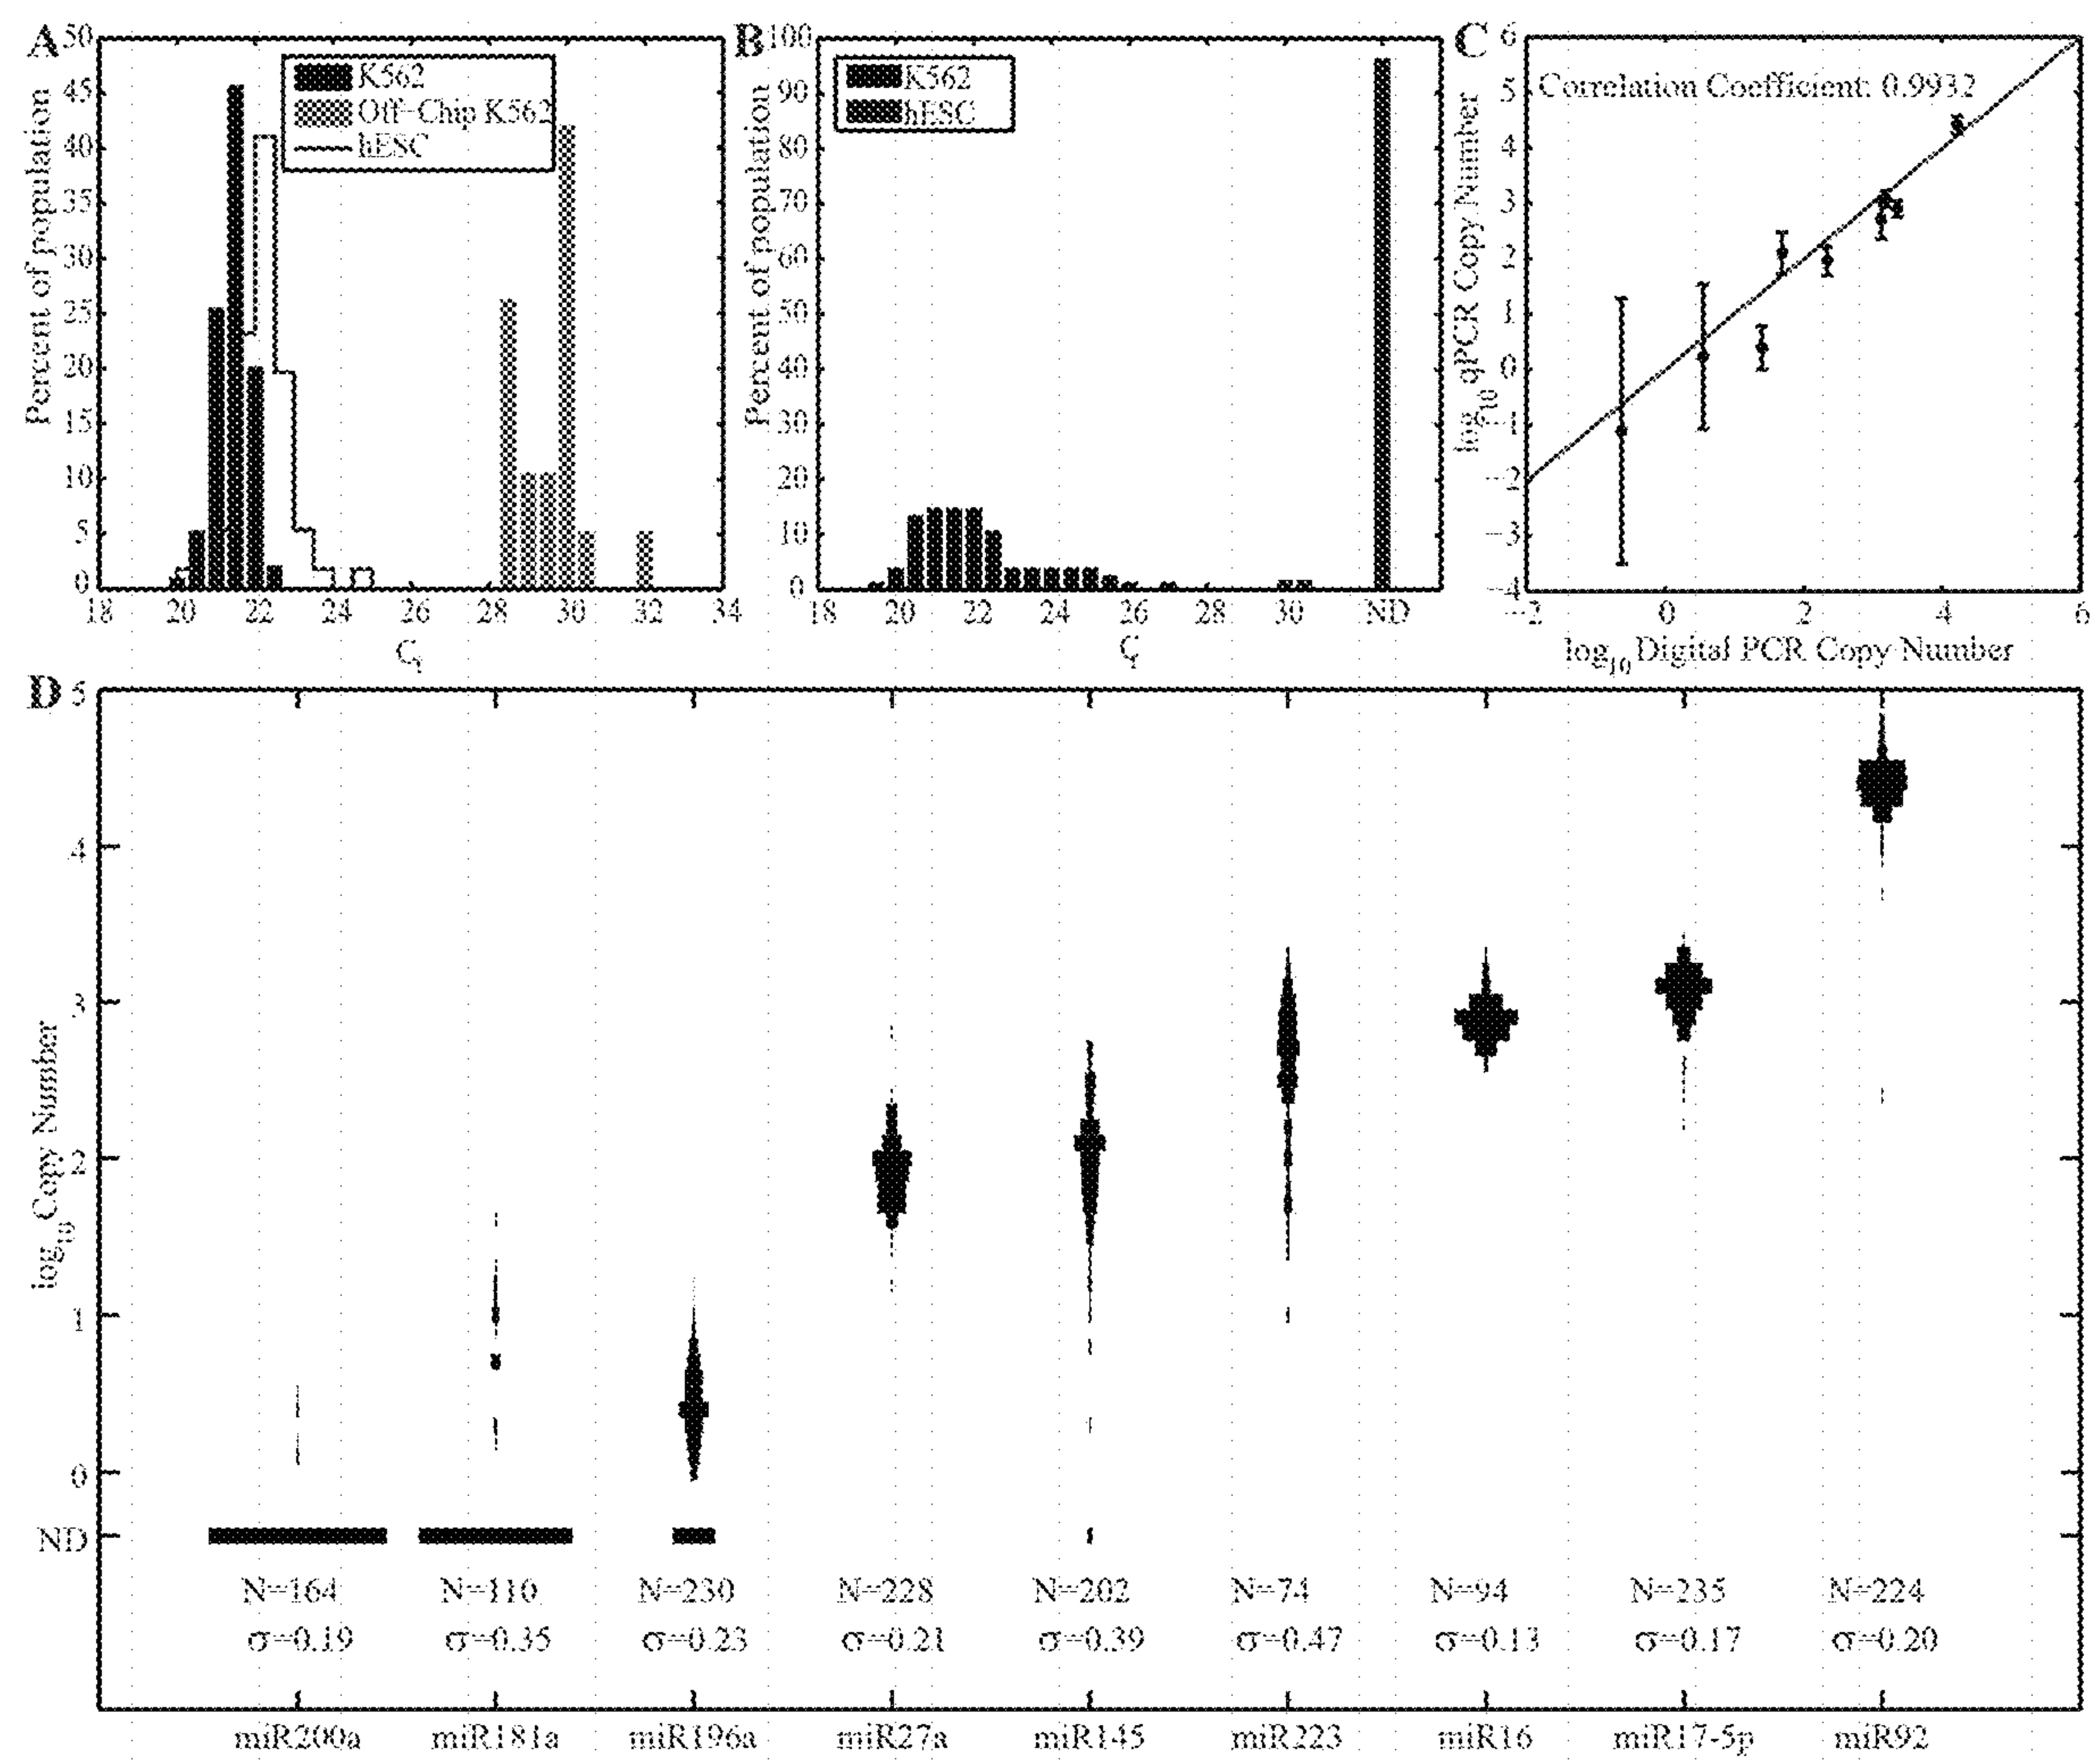 A
50
45
40
35
30
25
20
15
10
5
0
18 20 22 24 26 28 30 32 34
Percent of population
Ct
K562
Off-Chip K562
hESC
B
100
90
80
70
60
50
40
30
20
10
0
18 20 22 24 26 28 30 ND
Percent of population
K562
hESC
C
6
5
4
3
2
1
0
-1
-2
-3
-4
-2 0 2 4 6
Correlation Coefficient: 0.9932
log10 qPCR Copy Number
log10 Digital PCR Copy Number
D
5
4
3
2
1
0
ND
log10 Copy Number
N=164 N=110 N=230 N=228 N=202 N=74 N=94 N=235 N=224
σ=0.19 σ=0.35 σ=0.23 σ=0.21 σ=0.39 σ=0.47 σ=0.13 σ=0.17 σ=0.20
miR200a miR181a miR196a miR27a miR145 miR223 miR16 miR17-5p miR92